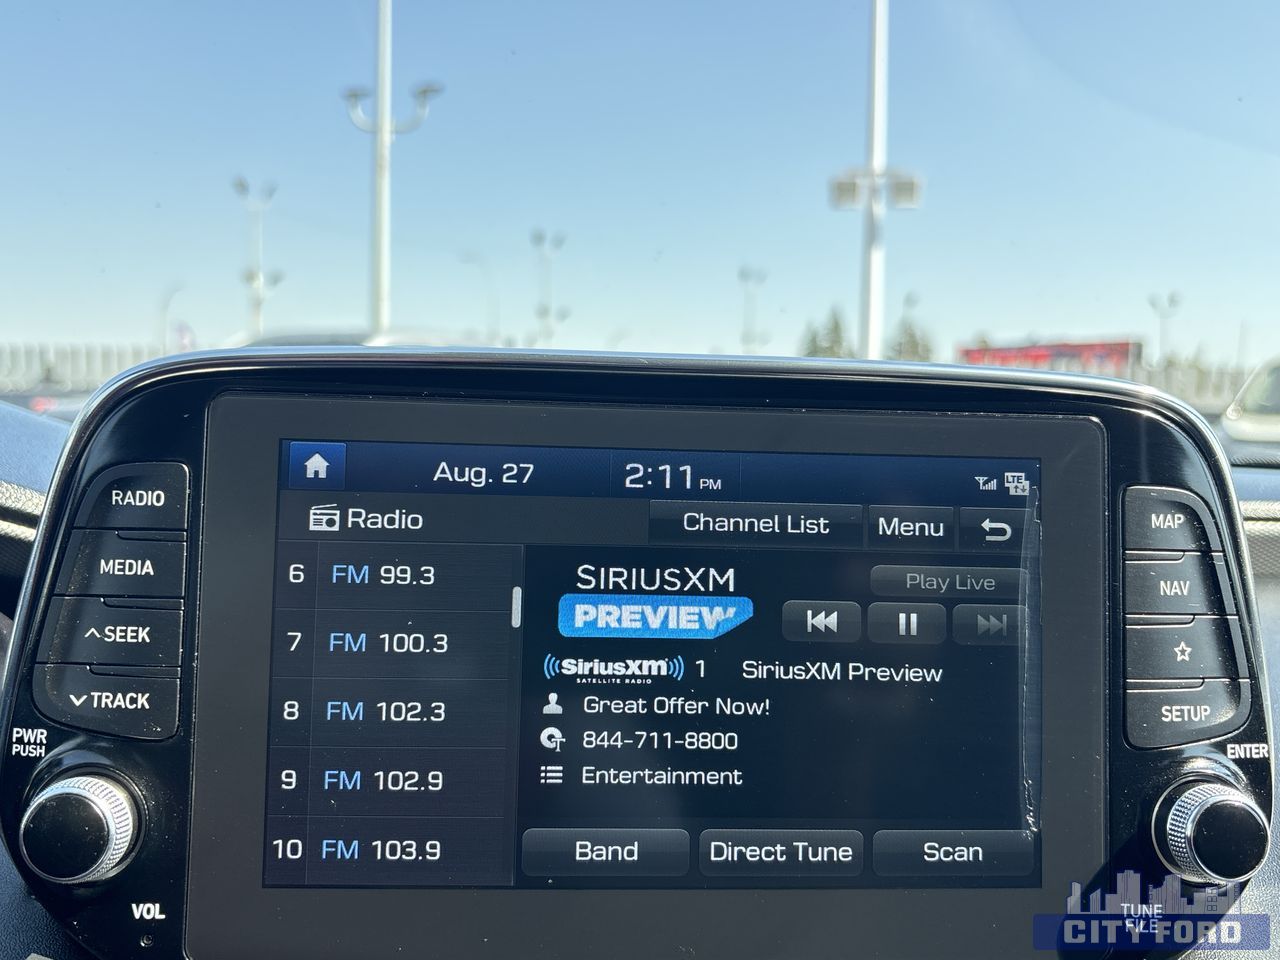 Aug. 27 2:11 PM LTE
Radio Channel List Menu
6 FM 99.3
7 FM 100.3
8 FM 102.3
9 FM 102.9
10 FM 103.9
SIRIUSXM
PREVIEW
Play Live
SiriusXM 1 SiriusXM Preview
SATELLITE RADIO
Great Offer Now!
844-711-8800
Entertainment
Band Direct Tune Scan
RADIO
MEDIA
SEEK
TRACK
PWR
PUSH
VOL
MAP
NAV
SETUP
ENTER
TUNE
FILE
CITY FORD